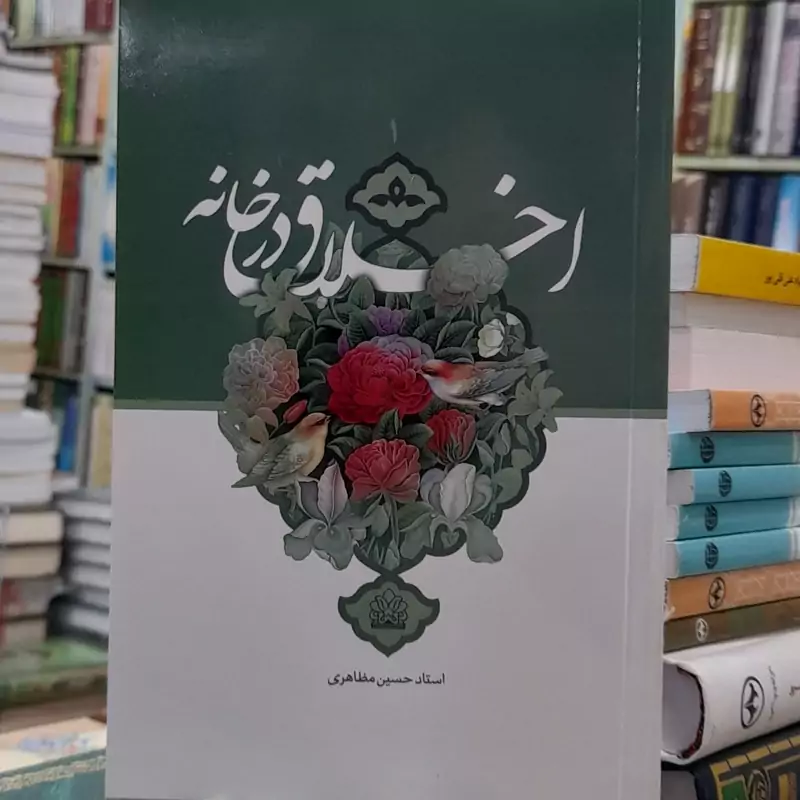 اخلاق در خانه
استاد حسین مظاهری